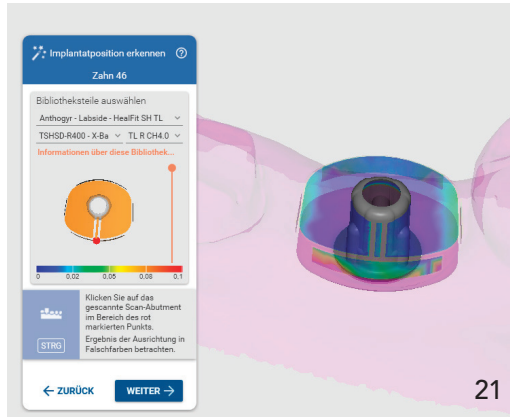 Implantatposition erkennen
Zahn 46
Bibliotheksteile auswählen
Anthogyr - Labside - HealFit SH TL
TSHSD-R400 - X-Ba TL R CH4.0
Informationen über diese Bibliothek...
0 0,02 0,05 0,08 0,1
Klicken Sie auf das
gescannte Scan-Abutment
im Bereich des rot
markierten Punkts.
STRG
Ergebnis der Ausrichtung in
Falschfarben betrachten.
← ZURÜCK WEITER →
21